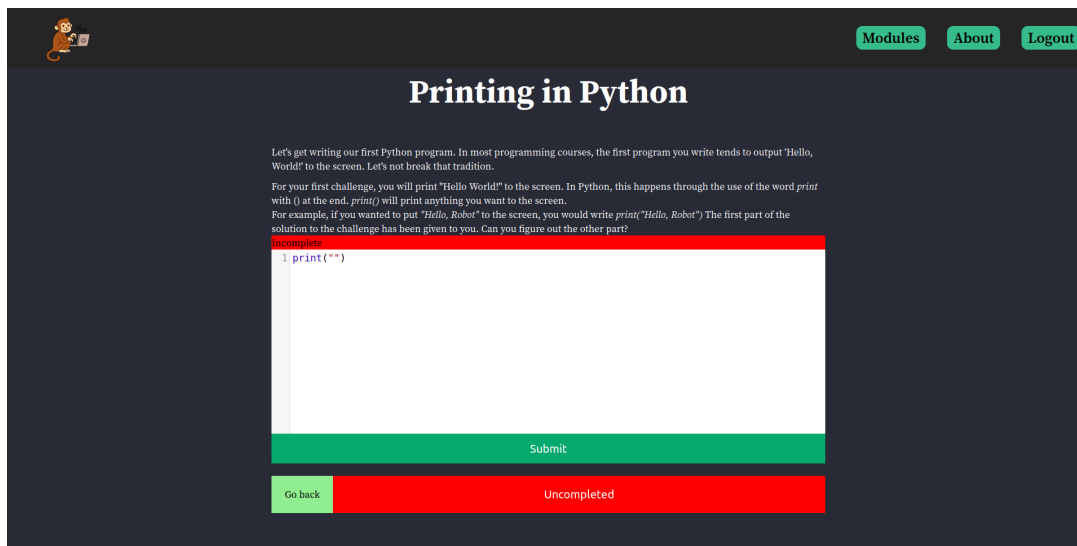 Modules About Logout
Printing in Python
Let's get writing our first Python program. In most programming courses, the first program you write tends to output 'Hello,
World!' to the screen. Let's not break that tradition.
For your first challenge, you will print "Hello World!" to the screen. In Python, this happens through the use of the word print
with () at the end. print() will print anything you want to the screen.
For example, if you wanted to put "Hello, Robot" to the screen, you would write print("Hello, Robot") The first part of the
solution to the challenge has been given to you. Can you figure out the other part?
Incomplete
1 print("")
Submit
Go back Uncompleted